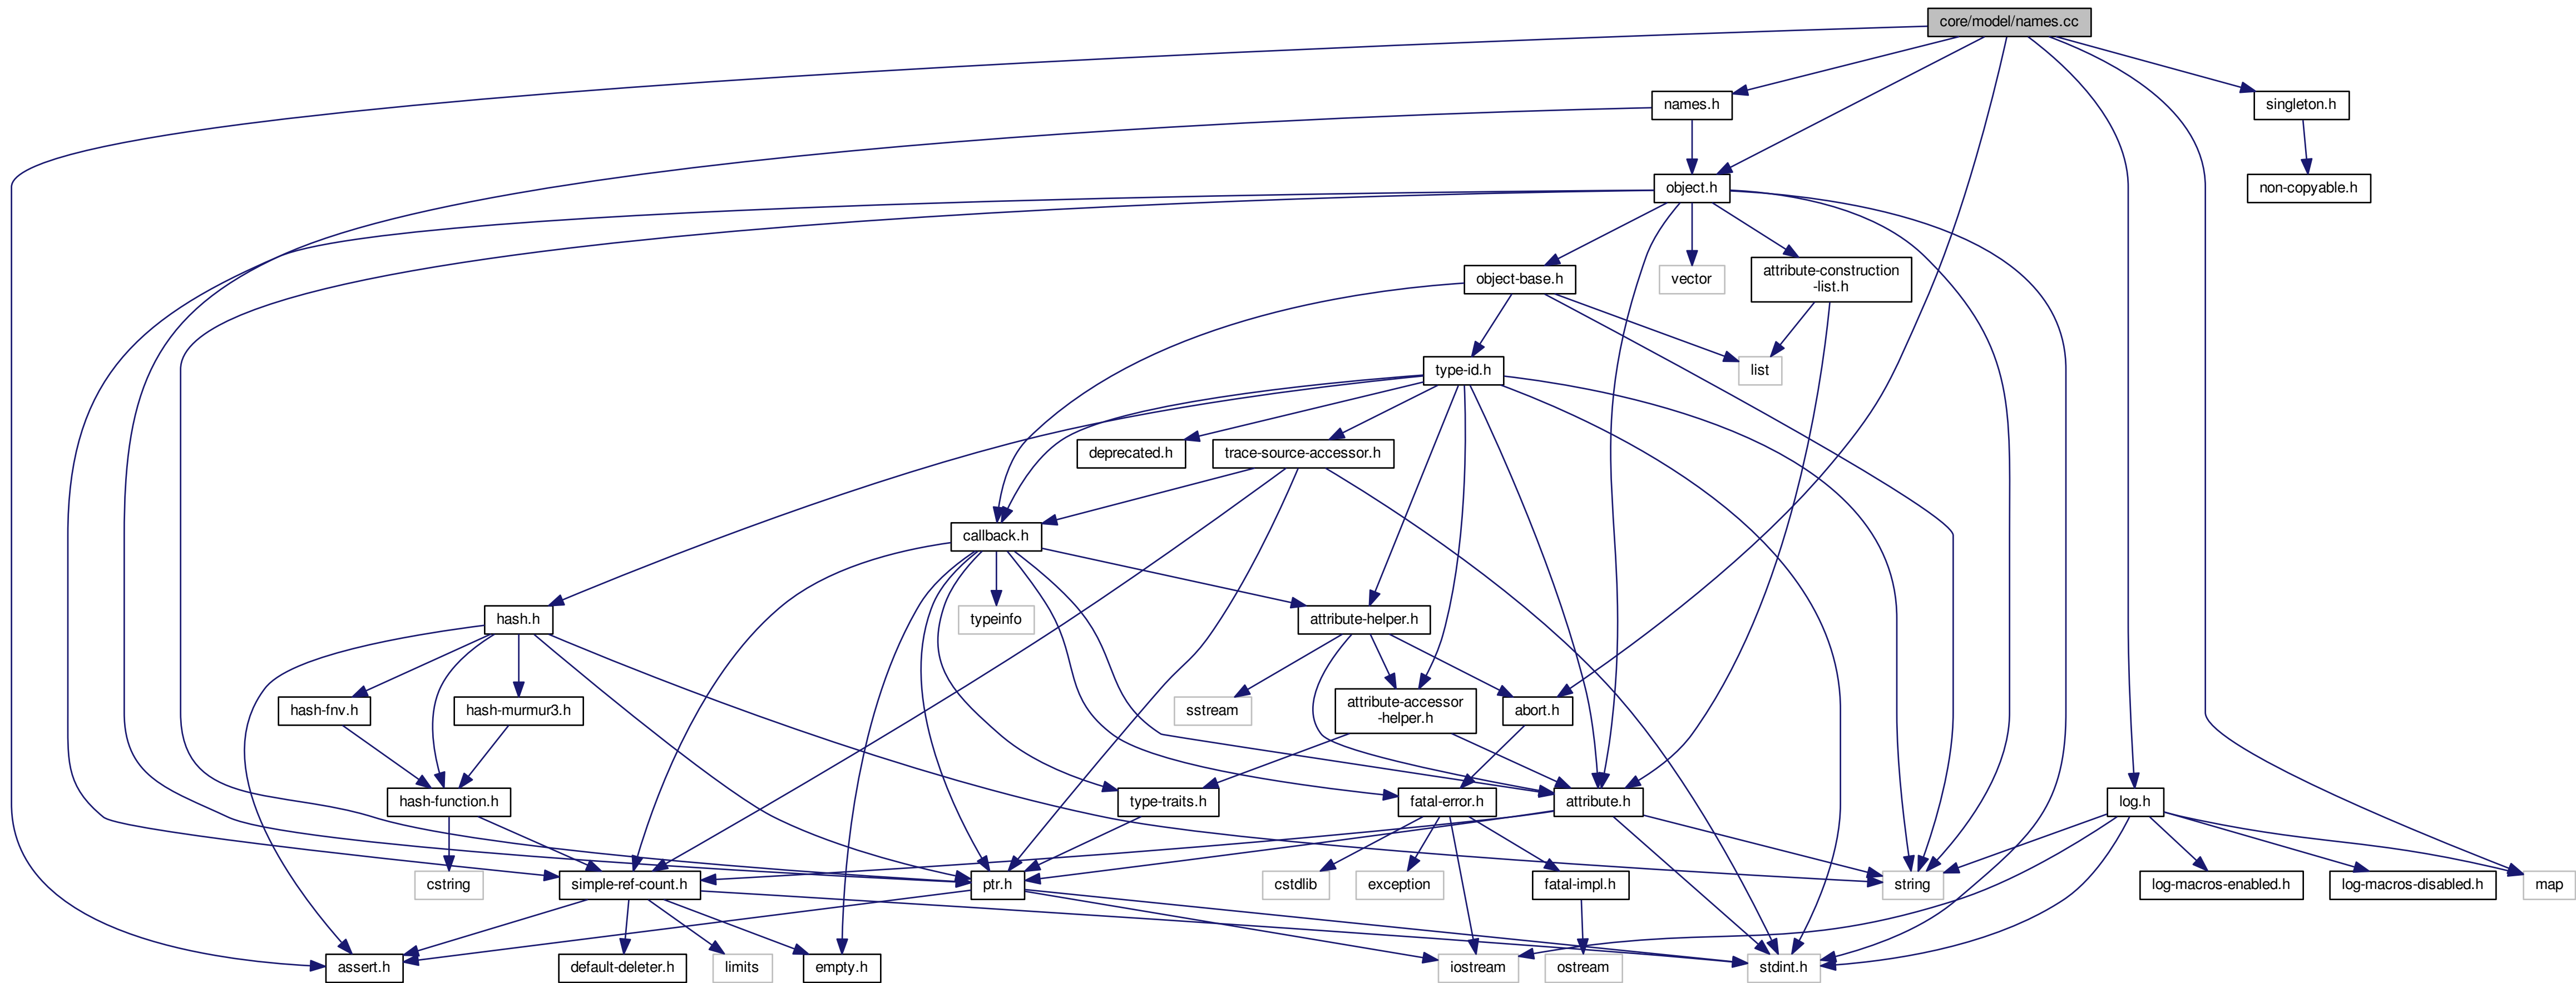 core/model/names.cc
names.h
singleton.h
object.h
non-copyable.h
object-base.h
vector
attribute-construction
-list.h
type-id.h
list
deprecated.h
trace-source-accessor.h
callback.h
hash.h
typeinfo
attribute-helper.h
hash-fnv.h
hash-murmur3.h
sstream
attribute-accessor
-helper.h
abort.h
hash-function.h
type-traits.h
fatal-error.h
attribute.h
log.h
cstring
simple-ref-count.h
ptr.h
cstdlib
exception
fatal-impl.h
string
log-macros-enabled.h
log-macros-disabled.h
map
assert.h
default-deleter.h
limits
empty.h
iostream
ostream
stdint.h